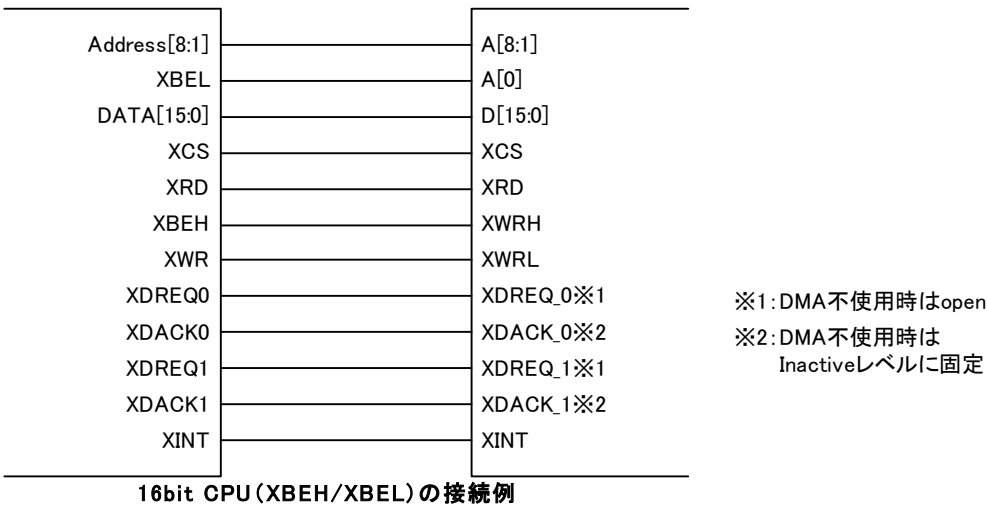 Address[8:1] A[8:1]
XBEL A[0]
DATA[15:0] D[15:0]
XCS XCS
XRD XRD
XBEH XWRH
XWR XWRL
XDREQ0 XDREQ_0※1
XDACK0 XDACK_0※2
XDREQ1 XDREQ_1※1
XDACK1 XDACK_1※2
XINT XINT
※1:DMA不使用時はopen
※2:DMA不使用時は
Inactiveレベルに固定
16bit CPU(XBEH/XBEL)の接続例